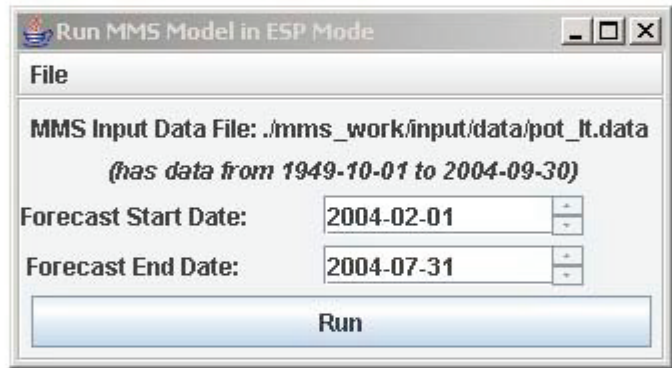 Run MMS Model in ESP Mode
File
MMS Input Data File: ./mms_work/input/data/pot_lt.data
(has data from 1949-10-01 to 2004-09-30)
Forecast Start Date: 2004-02-01
Forecast End Date: 2004-07-31
Run